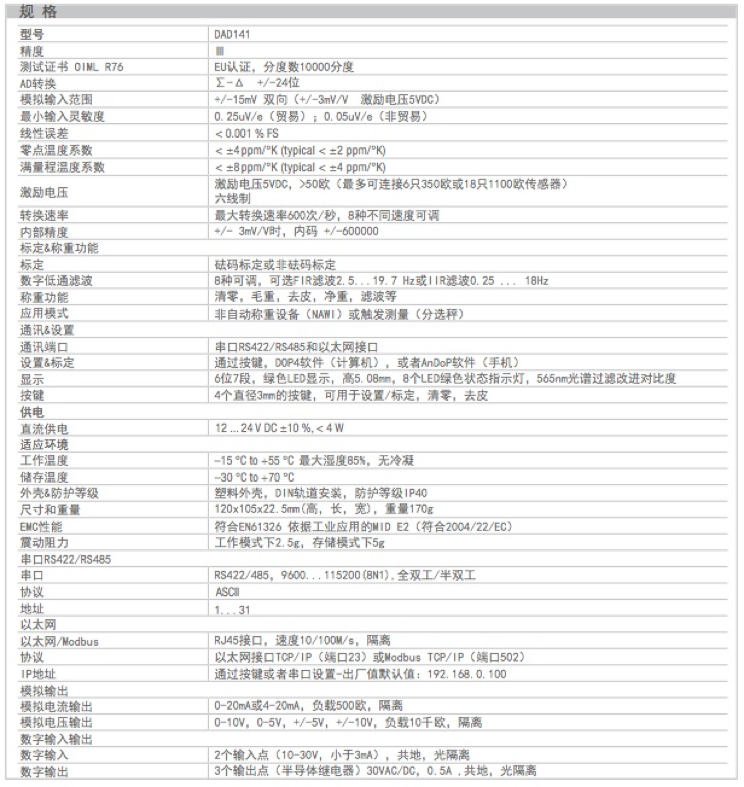 规 格
型号 DAD141
精度 Ⅲ
测试证书 OIML R76 EU认证，分度数10000分度
AD转换 ∑-Δ +/-24位
模拟输入范围 +/-15mV 双向（+/-3mV/V 激励电压5VDC）
最小输入灵敏度 0.25uV/e（贸易）；0.05uV/e（非贸易）
线性误差 < 0.001 % FS
零点温度系数 < ±4 ppm/°K (typical < ±2 ppm/°K)
满量程温度系数 < ±8 ppm/°K (typical < ±4 ppm/°K)
激励电压 激励电压5VDC，>50欧（最多可连接6只350欧或18只1100欧传感器）
六线制
转换速率 最大转换速率600次/秒，8种不同速度可调
内部精度 +/- 3mV/V时，内码 +/-600000
标定&称重功能
标定 砝码标定或非砝码标定
数字低通滤波 8种可调，可选FIR滤波2.5...19.7 Hz或IIR滤波0.25 ... 18Hz
称重功能 清零，毛重，去皮，净重，滤波等
应用模式 非自动称重设备（NAWI）或触发测量（分选秤）
通讯&设置
通讯端口 串口RS422/RS485和以太网接口
设置&标定 通过按键，DOP4软件（计算机），或者AnDoP软件（手机）
显示 6位7段，绿色LED显示，高5.08mm，8个LED绿色状态指示灯，565nm光谱过滤改进对比度
按键 4个直径3mm的按键，可用于设置/标定，清零，去皮
供电
直流供电 12 ... 24 V DC ±10 %, < 4 W
适应环境
工作温度 -15 °C to +55 °C 最大湿度85%，无冷凝
储存温度 -30 °C to +70 °C
外壳&防护等级 塑料外壳，DIN轨道安装，防护等级IP40
尺寸和重量 120x105x22.5mm(高，长，宽)，重量170g
EMC性能 符合EN61326 依据工业应用的MID E2（符合2004/22/EC）
震动阻力 工作模式下2.5g，存储模式下5g
串口RS422/RS485
串口 RS422/485，9600...115200(8N1),全双工/半双工
协议 ASCII
地址 1...31
以太网
以太网/Modbus RJ45接口，速度10/100M/s，隔离
协议 以太网接口TCP/IP（端口23）或Modbus TCP/IP（端口502）
IP地址 通过按键或者串口设置-出厂值默认值：192.168.0.100
模拟输出
模拟电流输出 0-20mA或4-20mA，负载500欧，隔离
模拟电压输出 0-10V，0-5V，+/-5V，+/-10V，负载10千欧，隔离
数字输入输出
数字输入 2个输入点（10-30V，小于3mA），共地，光隔离
数字输出 3个输出点（半导体继电器）30VAC/DC，0.5A ,共地，光隔离